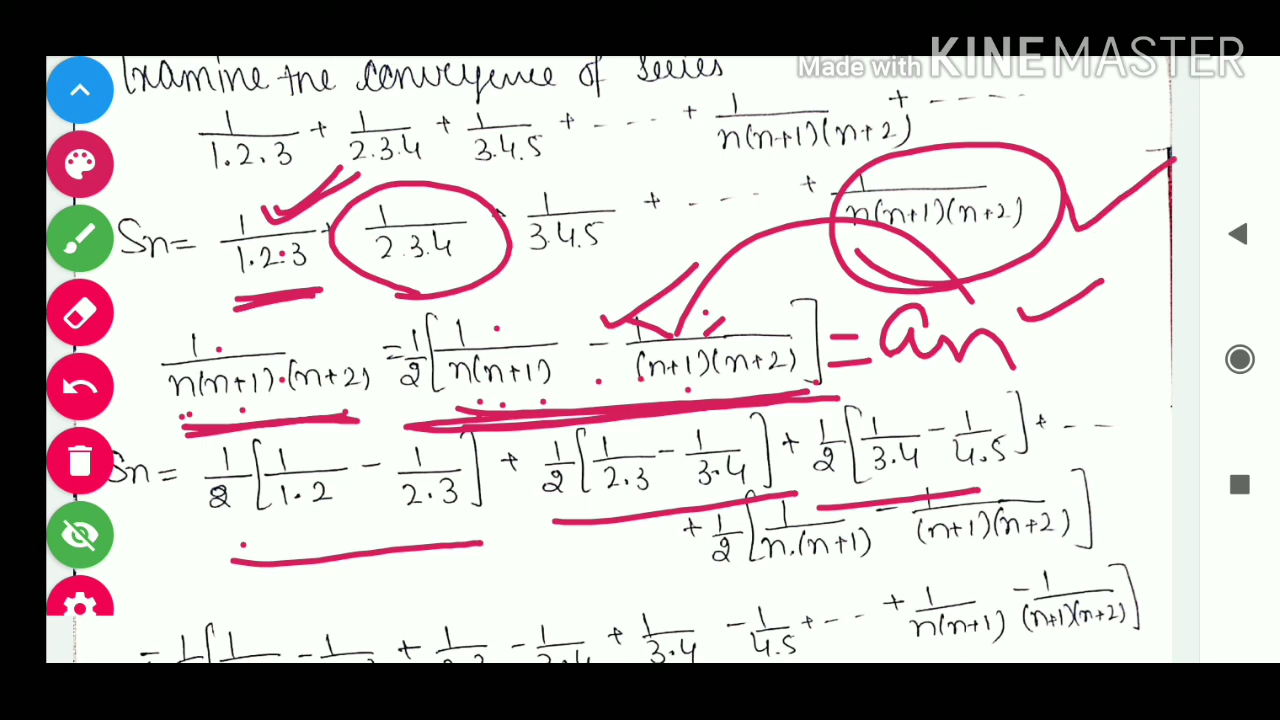 Made with KINEMASTER
Examine the convergence of series
1/1.2.3 + 1/2.3.4 + 1/3.4.5 + - - - - + 1/n(n+1)(n+2) + - - - - -
Sn = 1/1.2.3 + 1/2.3.4 + 1/3.4.5 + - - - - + 1/n(n+1)(n+2)
1/n(n+1).(n+2) = 1/2[1/n(n+1) - 1/(n+1)(n+2)] = an
Sn = 1/2[1/1.2 - 1/2.3] + 1/2[1/2.3 - 1/3.4] + 1/2[1/3.4 - 1/4.5] + - - -
+ 1/2[1/n.(n+1) - 1/(n+1)(n+2)]
+ 1/3.4 - 1/4.5 + - - - + 1/n(n+1) - 1/(n+1)(n+2)]